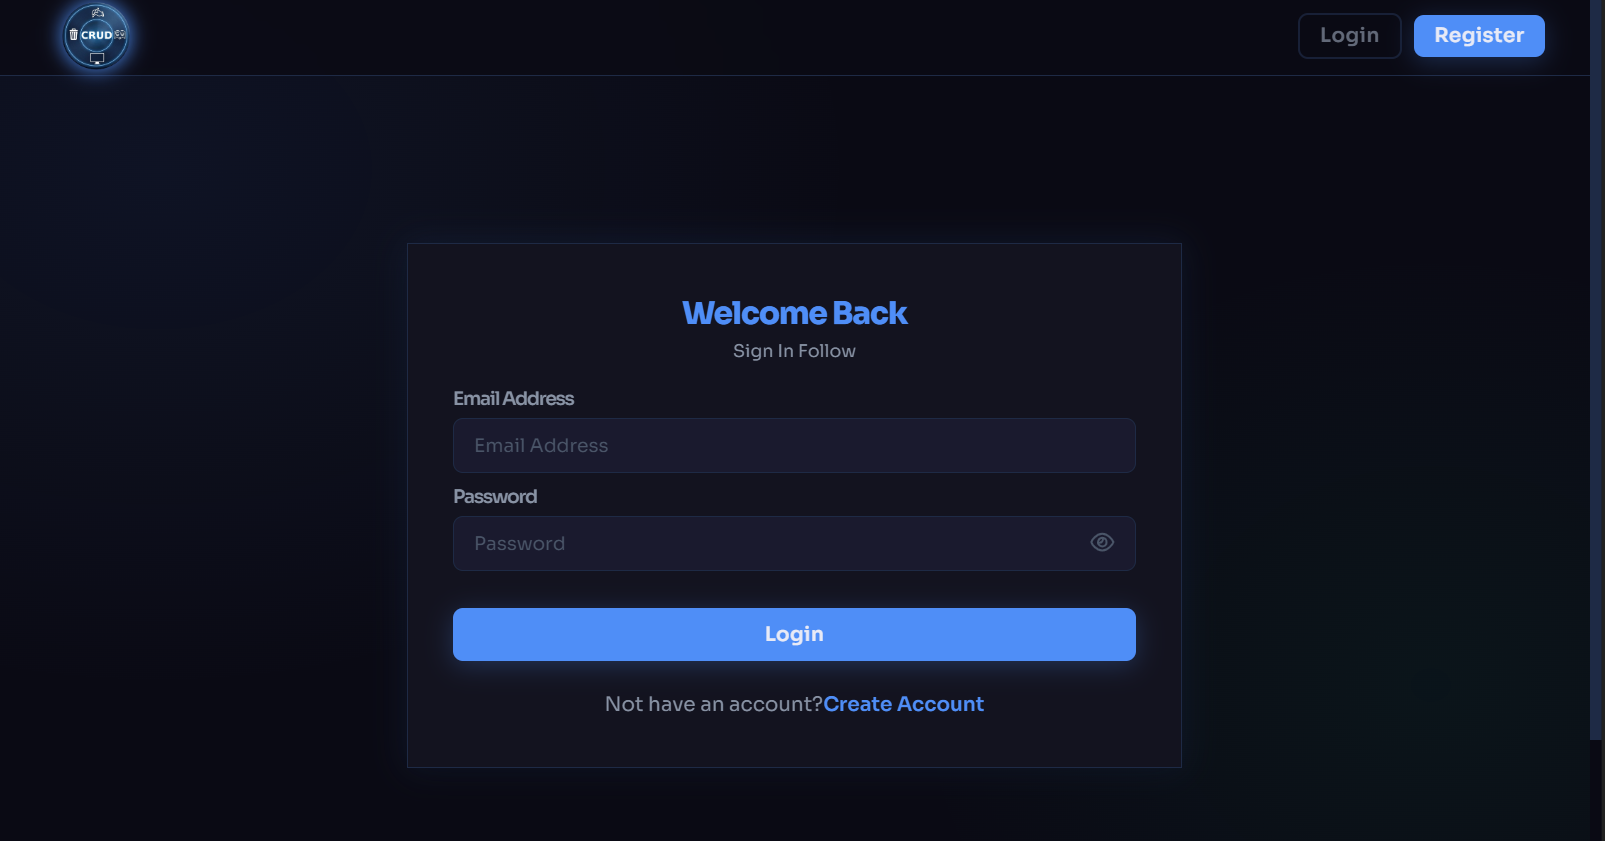 CRUD
Login
Register
Welcome Back
Sign In Follow
Email Address
Email Address
Password
Password
Login
Not have an account?Create Account